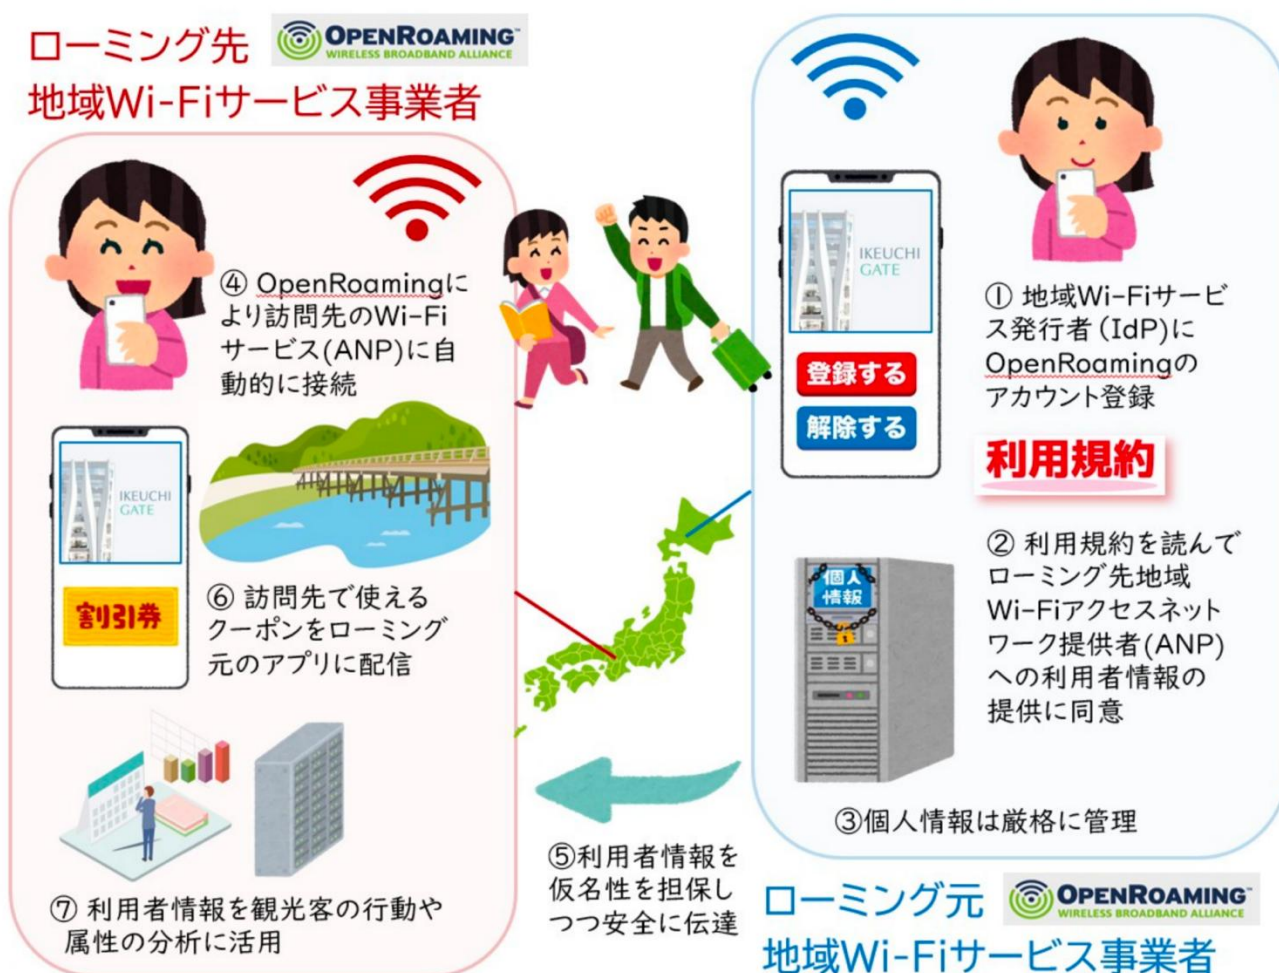 ローミング先
OPENROAMING™
WIRELESS BROADBAND ALLIANCE
地域Wi-Fiサービス事業者
④ OpenRoamingに
より訪問先のWi-Fi
サービス(ANP)に自
動的に接続
IKEUCHI
GATE
割引券
⑥ 訪問先で使える
クーポンをローミング
元のアプリに配信
⑦ 利用者情報を観光客の行動や
属性の分析に活用
⑤利用者情報を
仮名性を担保し
つつ安全に伝達
IKEUCHI
GATE
登録する
解除する
① 地域Wi-Fiサービ
ス発行者(IdP)に
OpenRoamingの
アカウント登録
利用規約
② 利用規約を読んで
ローミング先地域
Wi-Fiアクセスネット
ワーク提供者(ANP)
への利用者情報の
提供に同意
個人
情報
③個人情報は厳格に管理
ローミング元
OPENROAMING™
WIRELESS BROADBAND ALLIANCE
地域Wi-Fiサービス事業者